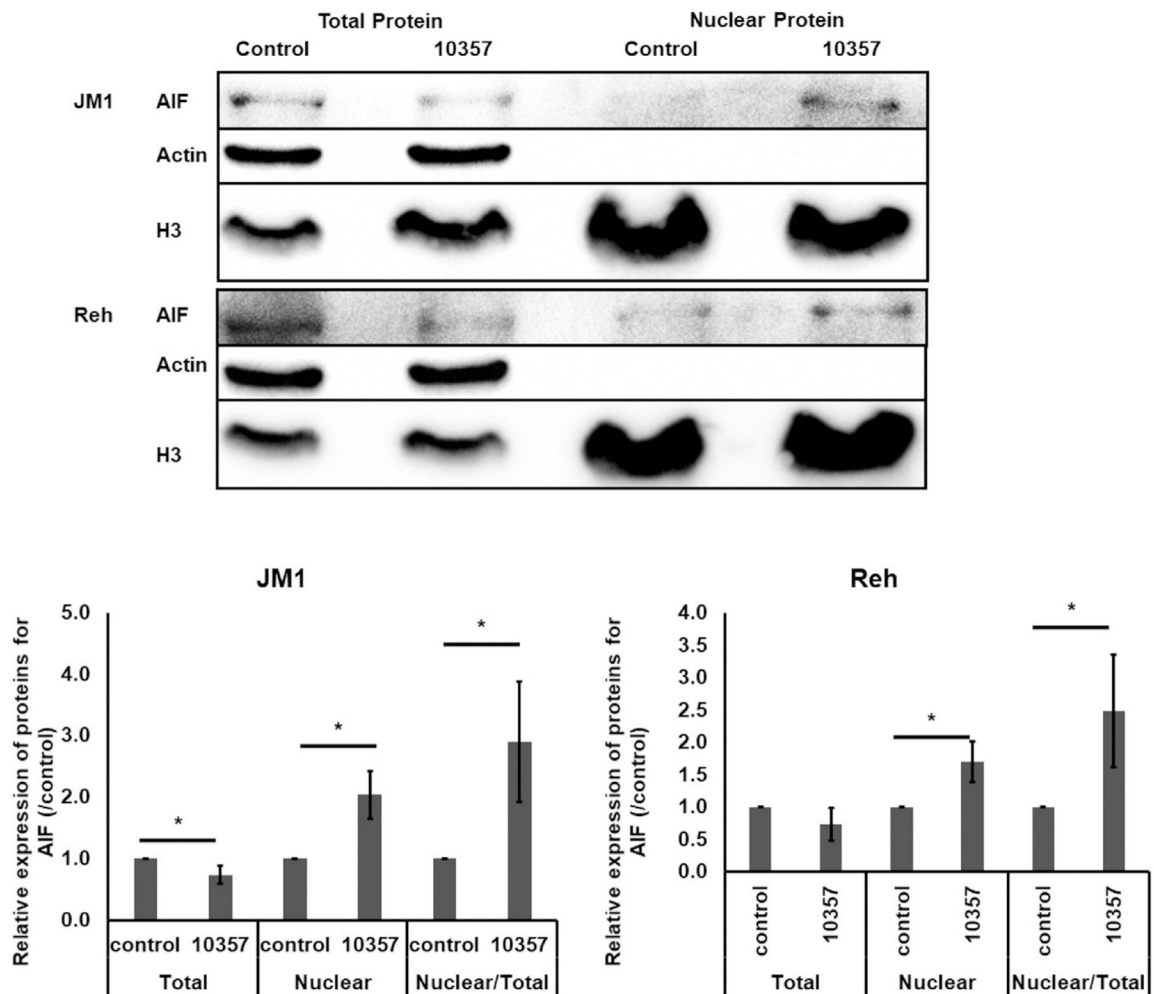 Total Protein Nuclear Protein
Control 10357 Control 10357
JM1 AIF
Actin
H3
Reh AIF
Actin
H3
JM1
Relative expression of proteins for
AIF (/control)
5.0
4.0
3.0
2.0
1.0
0.0
* * *
control 10357 control 10357 control 10357
Total Nuclear Nuclear/Total
Reh
Relative expression of proteins for
AIF (/control)
4.0
3.5
3.0
2.5
2.0
1.5
1.0
0.5
0.0
* *
control 10357 control 10357 control 10357
Total Nuclear Nuclear/Total